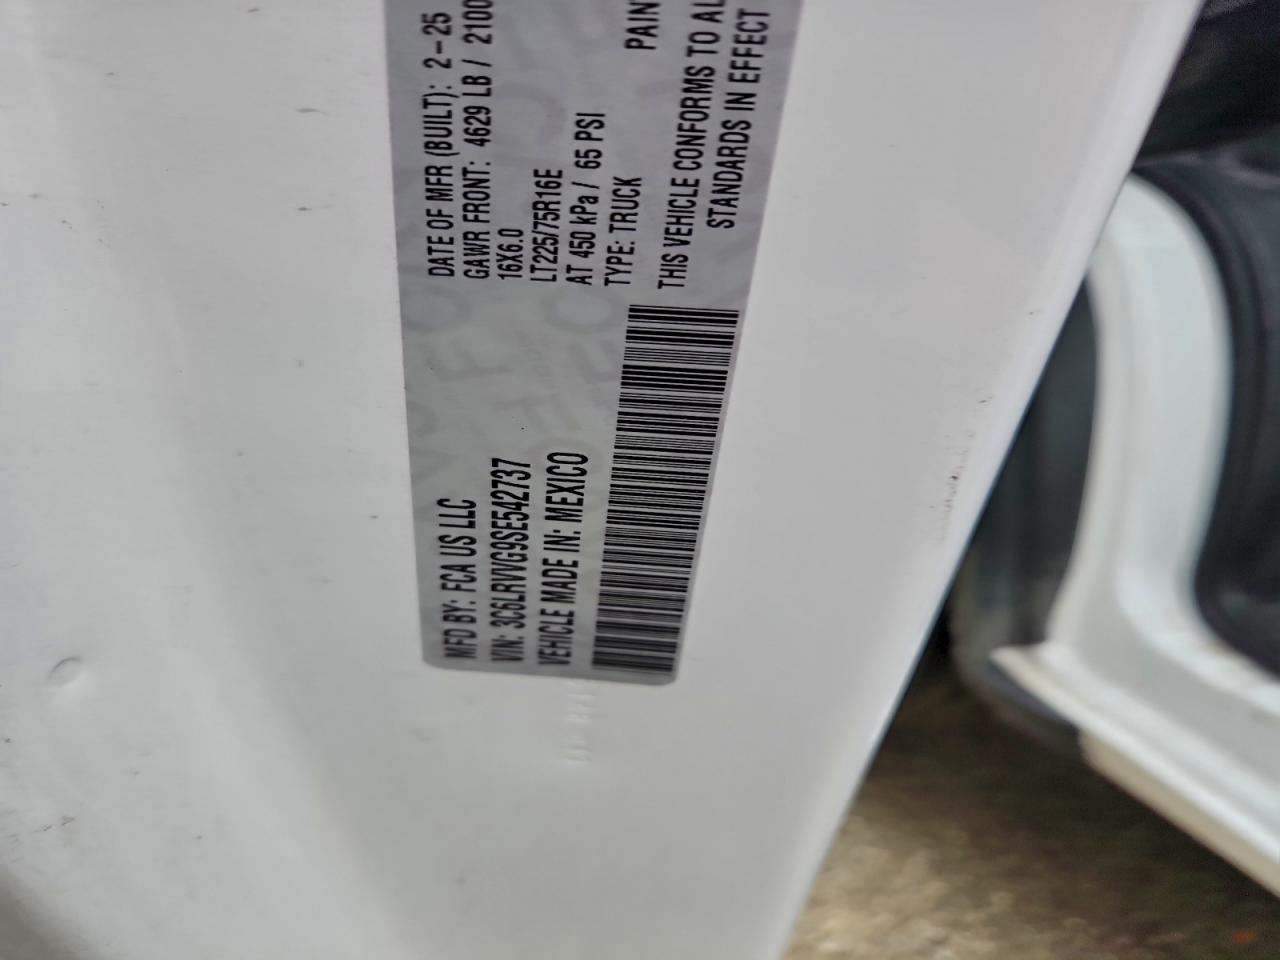 MFD BY: FCA US LLC
VIN: 3C6LRVVG9SE542737
VEHICLE MADE IN: MEXICO
DATE OF MFR (BUILT): 2-25
GAWR FRONT: 4629 LB / 2100
16X6.0
LT225/75R16E
AT 450 kPa / 65 PSI
TYPE: TRUCK
THIS VEHICLE CONFORMS TO
STANDARDS IN EFFECT